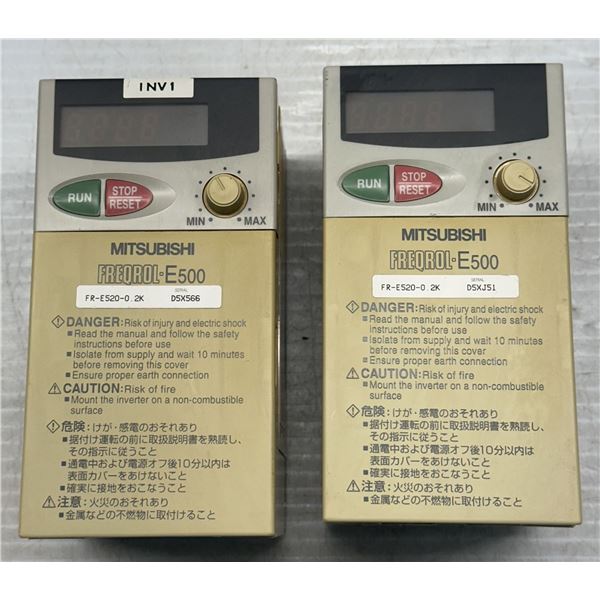 INV1
RUN
STOP
RESET
MIN
MAX
MITSUBISHI
FREQROL-E500
SERIAL
FR-E520-0.2K D5X566
DANGER:Risk of injury and electric shock
■Read the manual and follow the safety
instructions before use
■Isolate from supply and wait 10 minutes
before removing this cover
■Ensure proper earth connection
CAUTION:Risk of fire
■Mount the inverter on a non-combustible
surface
危険:けが・感電のおそれあり
■据付け運転の前に取扱説明書を熟読し、
その指示に従うこと
■通電中および電源オフ後10分以内は
表面カバーをあけないこと
■確実に接地をおこなうこと
注意:火災のおそれあり
■金属などの不燃物に取付けること
RUN
STOP
RESET
MIN
MAX
MITSUBISHI
FREQROL-E500
SERIAL
FR-E520-0.2K D5XJ51
DANGER:Risk of injury and electric shock
■Read the manual and follow the safety
instructions before use
■Isolate from supply and wait 10 minutes
before removing this cover
■Ensure proper earth connection
CAUTION:Risk of fire
■Mount the inverter on a non-combustible
surface
危険:けが・感電のおそれあり
■据付け運転の前に取扱説明書を熟読し、
その指示に従うこと
■通電中および電源オフ後10分以内は
表面カバーをあけないこと
■確実に接地をおこなうこと
注意:火災のおそれあり
■金属などの不燃物に取付けること